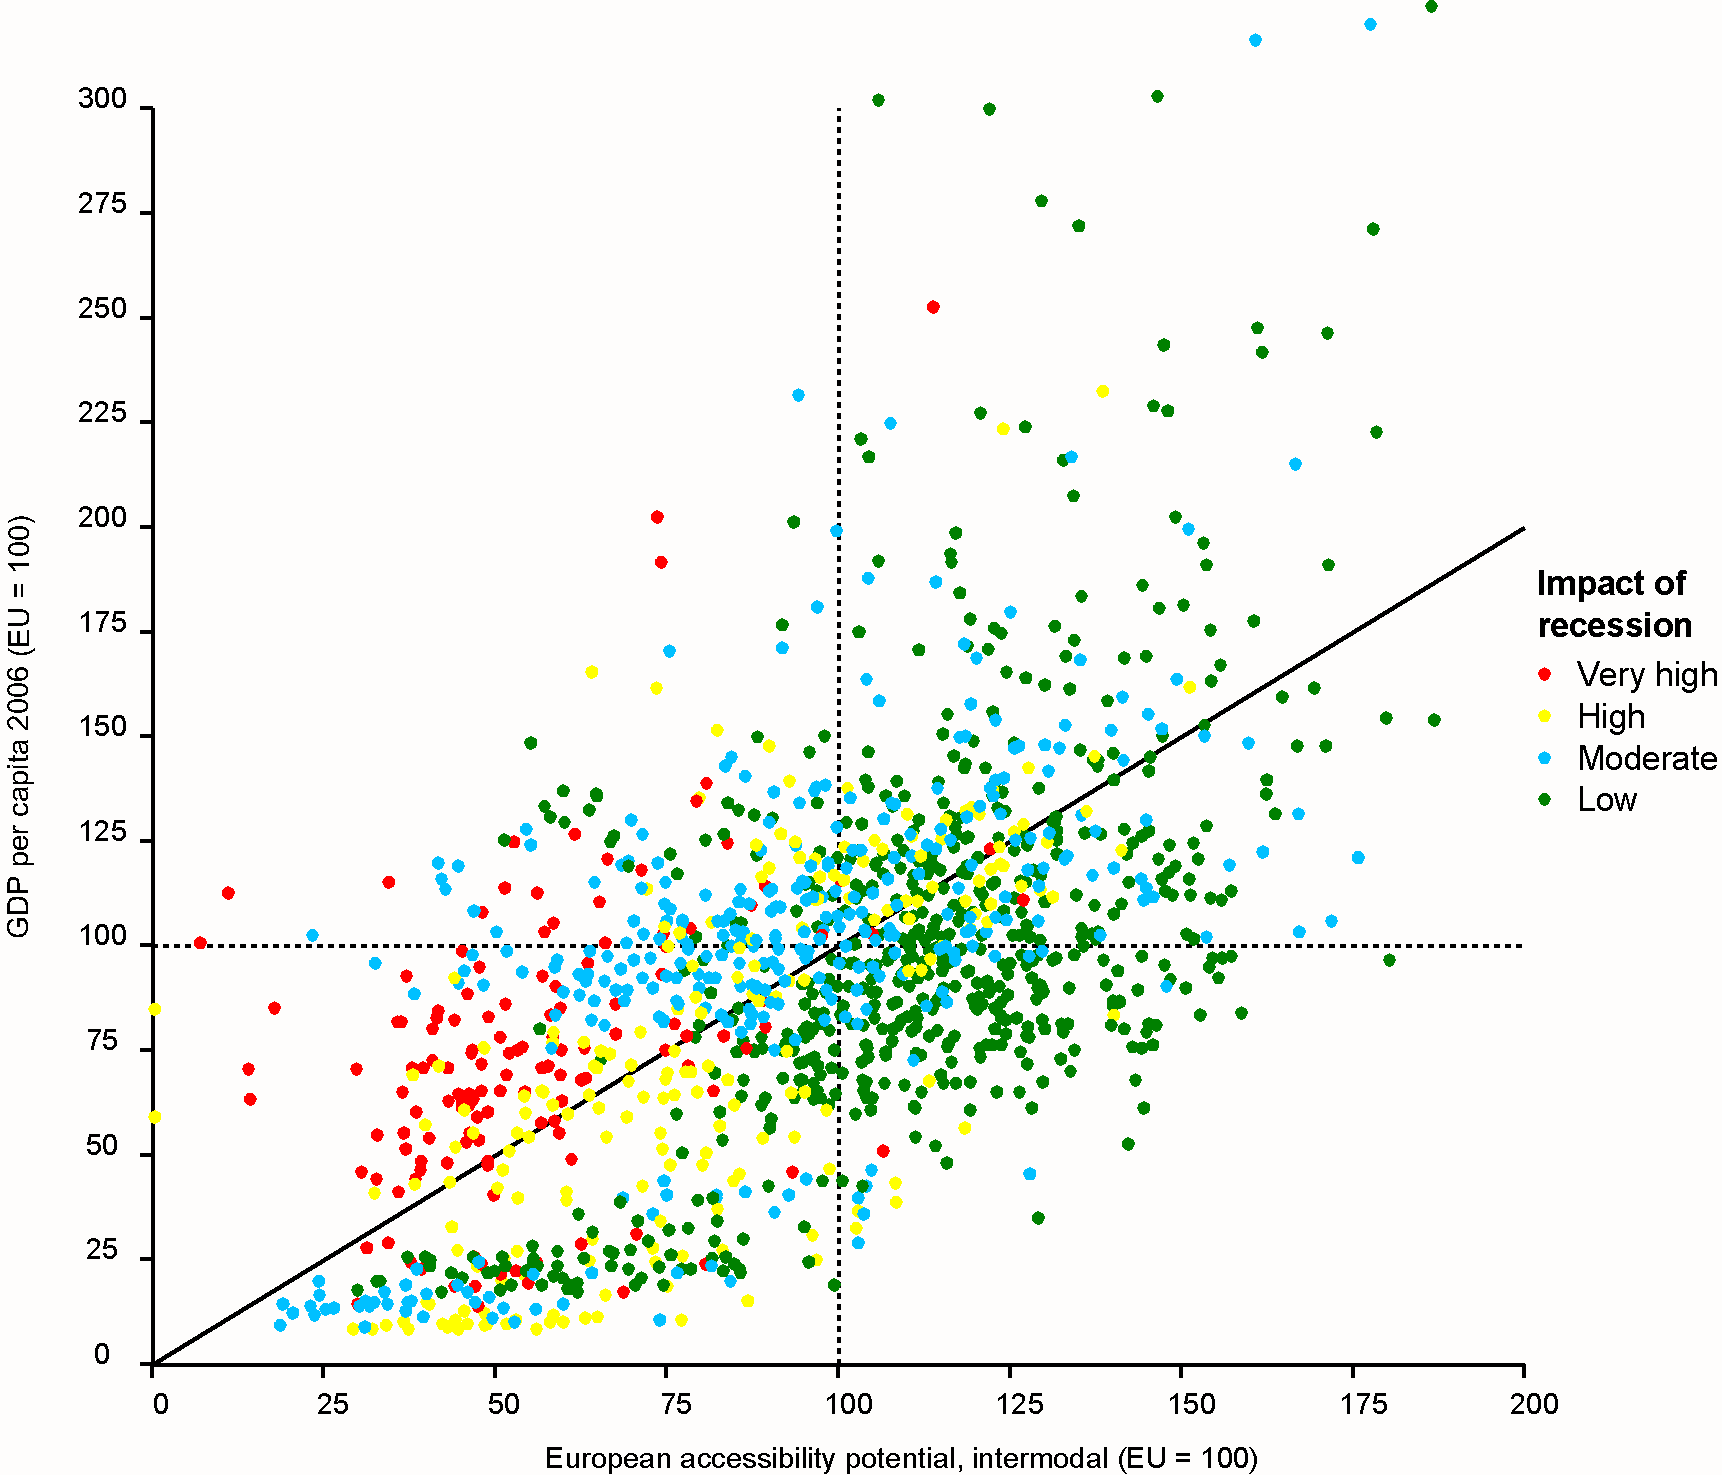 300
275
250
225
200
175
150
125
100
75
50
25
0
GDP per capita 2006 (EU = 100)
0 25 50 75 100 125 150 175 200
European accessibility potential, intermodal (EU = 100)
Impact of
recession
Very high
High
Moderate
Low